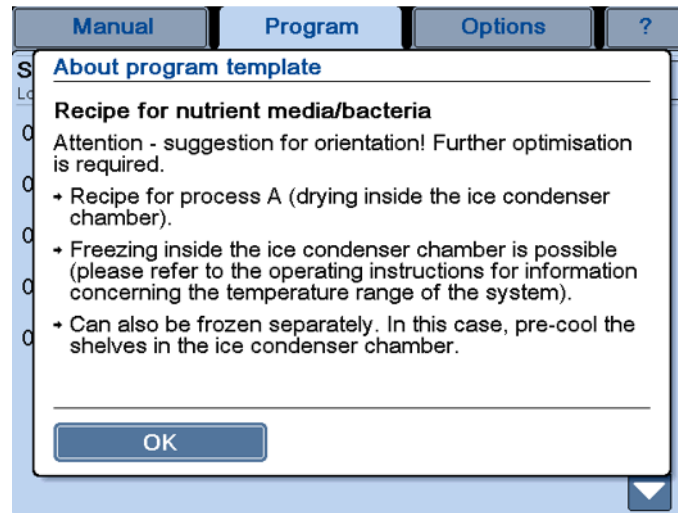 Manual Program Options ?
About program template
Recipe for nutrient media/bacteria
Attention - suggestion for orientation! Further optimisation
is required.
→ Recipe for process A (drying inside the ice condenser
chamber).
→ Freezing inside the ice condenser chamber is possible
(please refer to the operating instructions for information
concerning the temperature range of the system).
→ Can also be frozen separately. In this case, pre-cool the
shelves in the ice condenser chamber.
OK